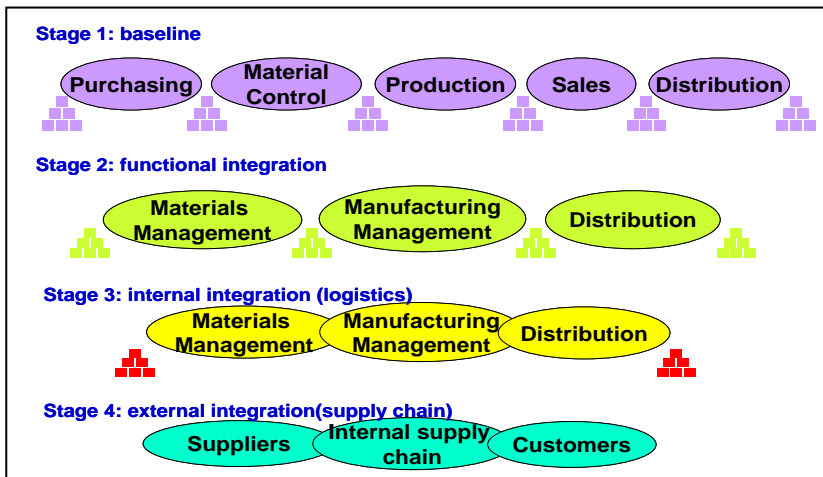 Stage 1: baseline
Purchasing
Material
Control
Production
Sales
Distribution
Stage 2: functional integration
Materials
Management
Manufacturing
Management
Distribution
Stage 3: internal integration (logistics)
Materials
Management
Manufacturing
Management
Distribution
Stage 4: external integration(supply chain)
Suppliers
Internal supply
chain
Customers